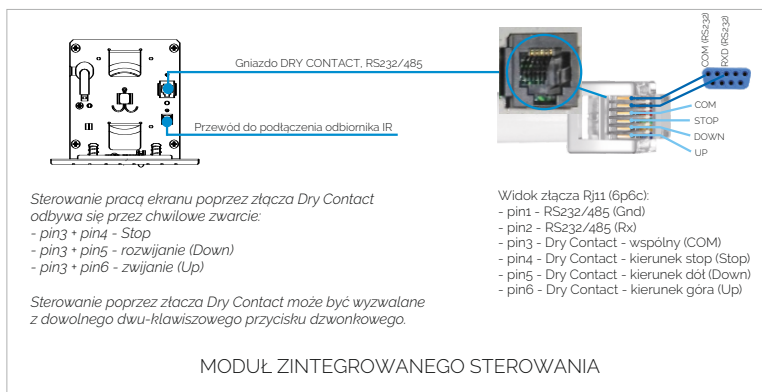 Gniazdo DRY CONTACT, RS232/485
Przewód do podłączenia odbiornika IR
COM (RS232)
RXD (RS232)
COM
STOP
DOWN
UP
Sterowanie pracą ekranu poprzez złącza Dry Contact
odbywa się przez chwilowe zwarcie:
- pin3 + pin4 - Stop
- pin3 + pin5 - rozwijanie (Down)
- pin3 + pin6 - zwijanie (Up)
Sterowanie poprzez złacza Dry Contact może być wyzwalane
z dowolnego dwu-klawiszowego przycisku dzwonkowego.
Widok złącza Rj11 (6p6c):
- pin1 - RS232/485 (Gnd)
- pin2 - RS232/485 (Rx)
- pin3 - Dry Contact - wspólny (COM)
- pin4 - Dry Contact - kierunek stop (Stop)
- pin5 - Dry Contact - kierunek dół (Down)
- pin6 - Dry Contact - kierunek góra (Up)
MODUŁ ZINTEGROWANEGO STEROWANIA